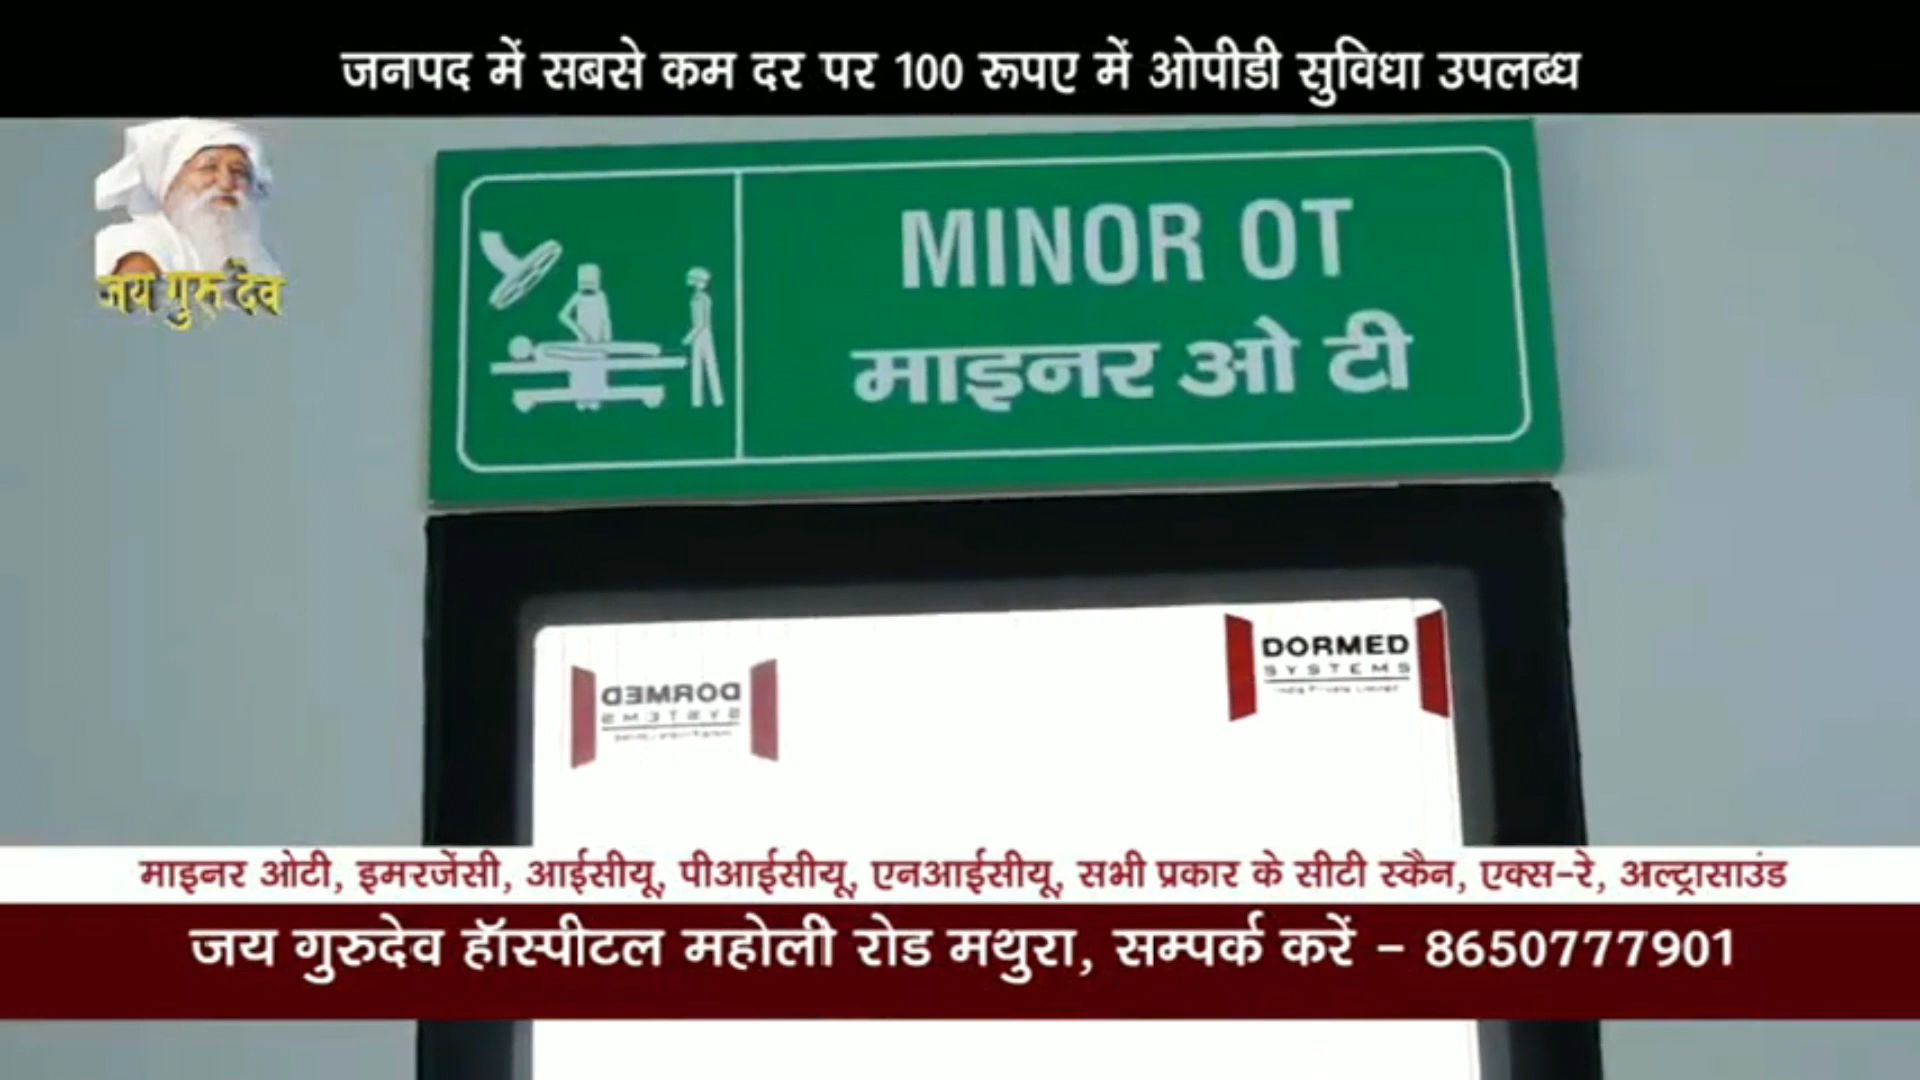 जनपद में सबसे कम दर पर 100 रूपए में ओपीडी सुविधा उपलब्ध
जय गुरु देव
MINOR OT
माइनर ओ टी
DORMED
SYSTEMS
DORMED
SYSTEMS
माइनर ओटी, इमरजेंसी, आईसीयू, पीआईसीयू, एनआईसीयू, सभी प्रकार के सीटी स्कैन, एक्स-रे, अल्ट्रासाउंड
जय गुरुदेव हॉस्पीटल महोली रोड मथुरा, सम्पर्क करें - 8650777901